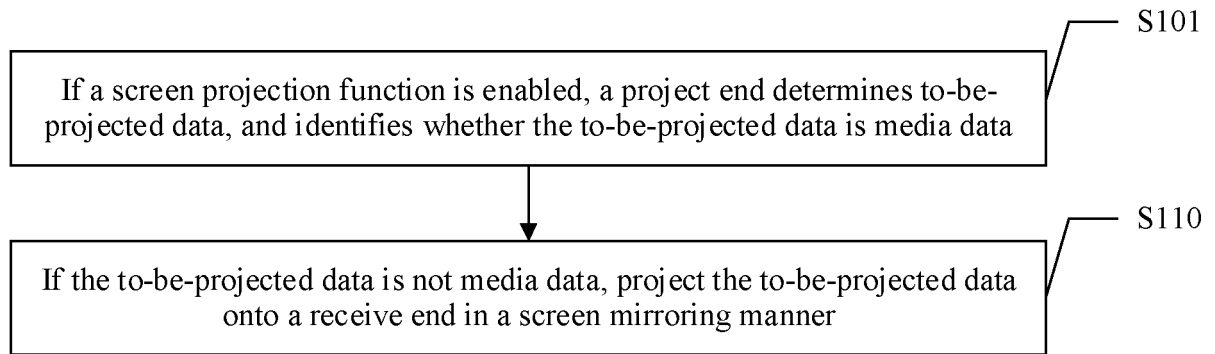 S101
If a screen projection function is enabled, a project end determines to-be-
projected data, and identifies whether the to-be-projected data is media data
S110
If the to-be-projected data is not media data, project the to-be-projected data
onto a receive end in a screen mirroring manner